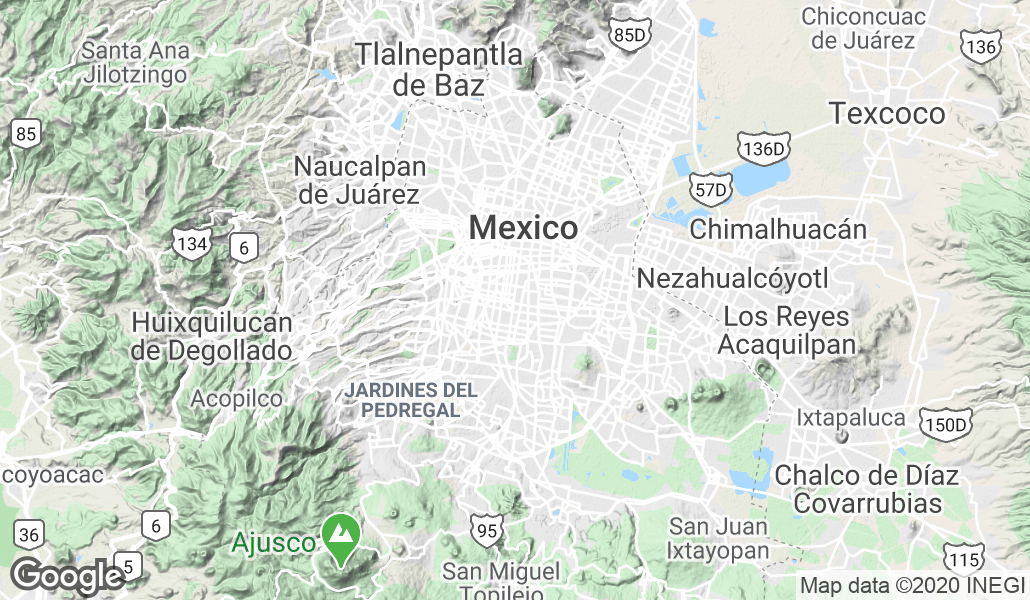 Chiconcuac
de Juárez
85D
136
Santa Ana
Jilotzingo
Tlalnepantla
de Baz
Texcoco
85
136D
Naucalpan
de Juárez
57D
Mexico
Chimalhuacán
134
6
Nezahualcóyotl
Huixquilucan
de Degollado
Los Reyes
Acaquilpan
JARDINES DEL
PEDREGAL
Acopilco
Ixtapaluca
150D
coyoacac
Chalco de Díaz
Covarrubias
36
6
Ajusco
95
San Juan
Ixtayopan
5
115
San Miguel
Topilejo
Google
Map data ©2020 INEGI